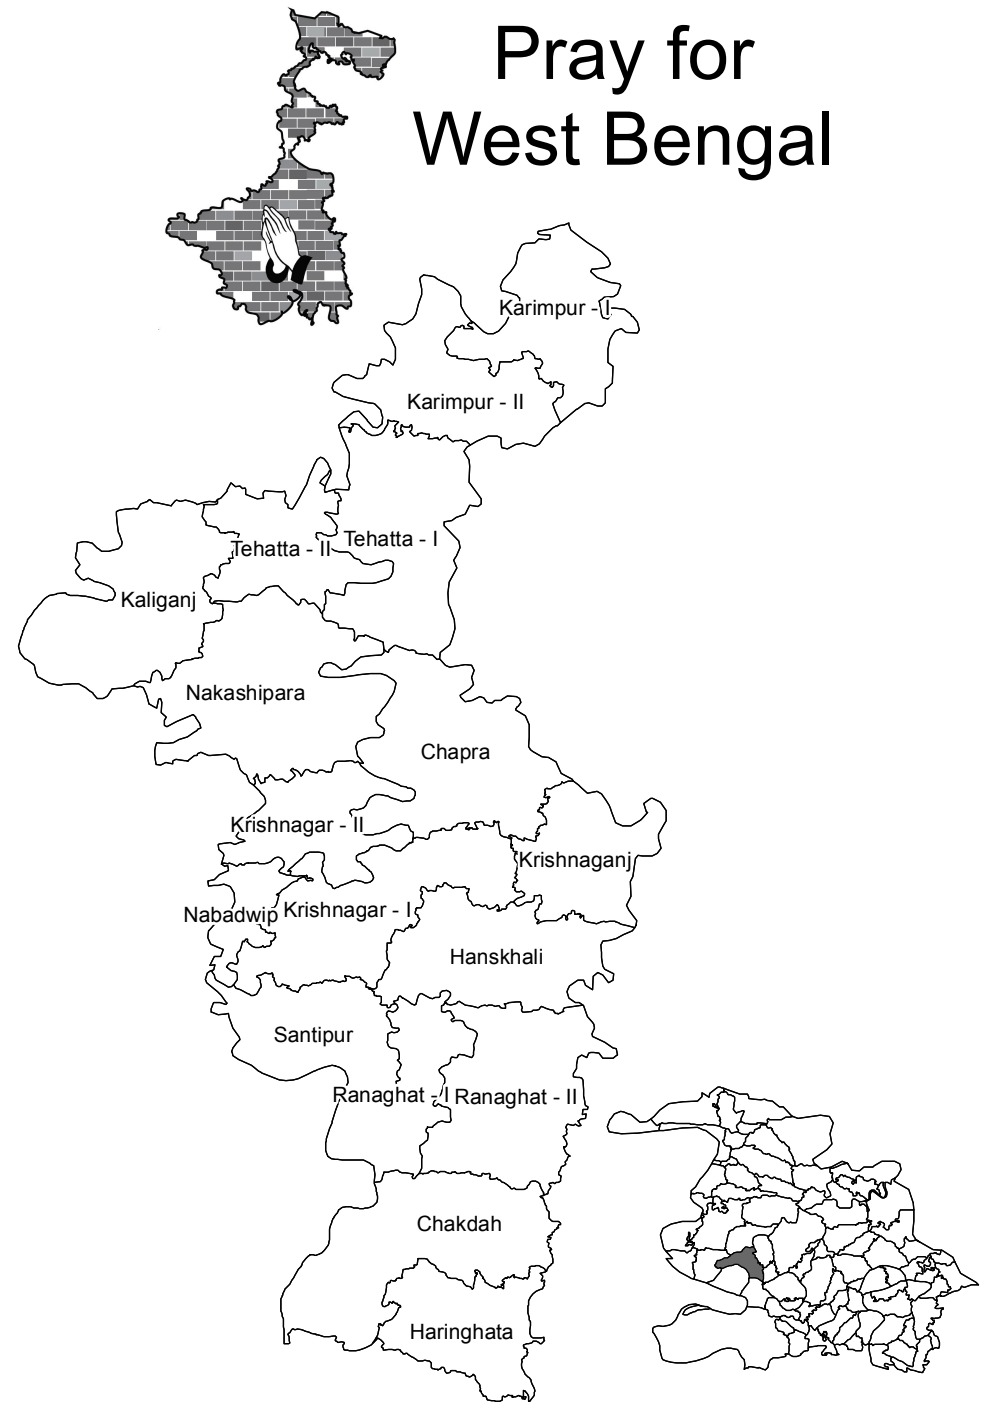 Pray for
West Bengal
Karimpur - I
Karimpur - II
Tehatta - I
Tehatta - II
Kaliganj
Nakashipara
Chapra
Krishnagar - II
Krishnaganj
Nabadwip
Krishnagar - I
Hanskhali
Santipur
Ranaghat - I
Ranaghat - II
Chakdah
Haringhata